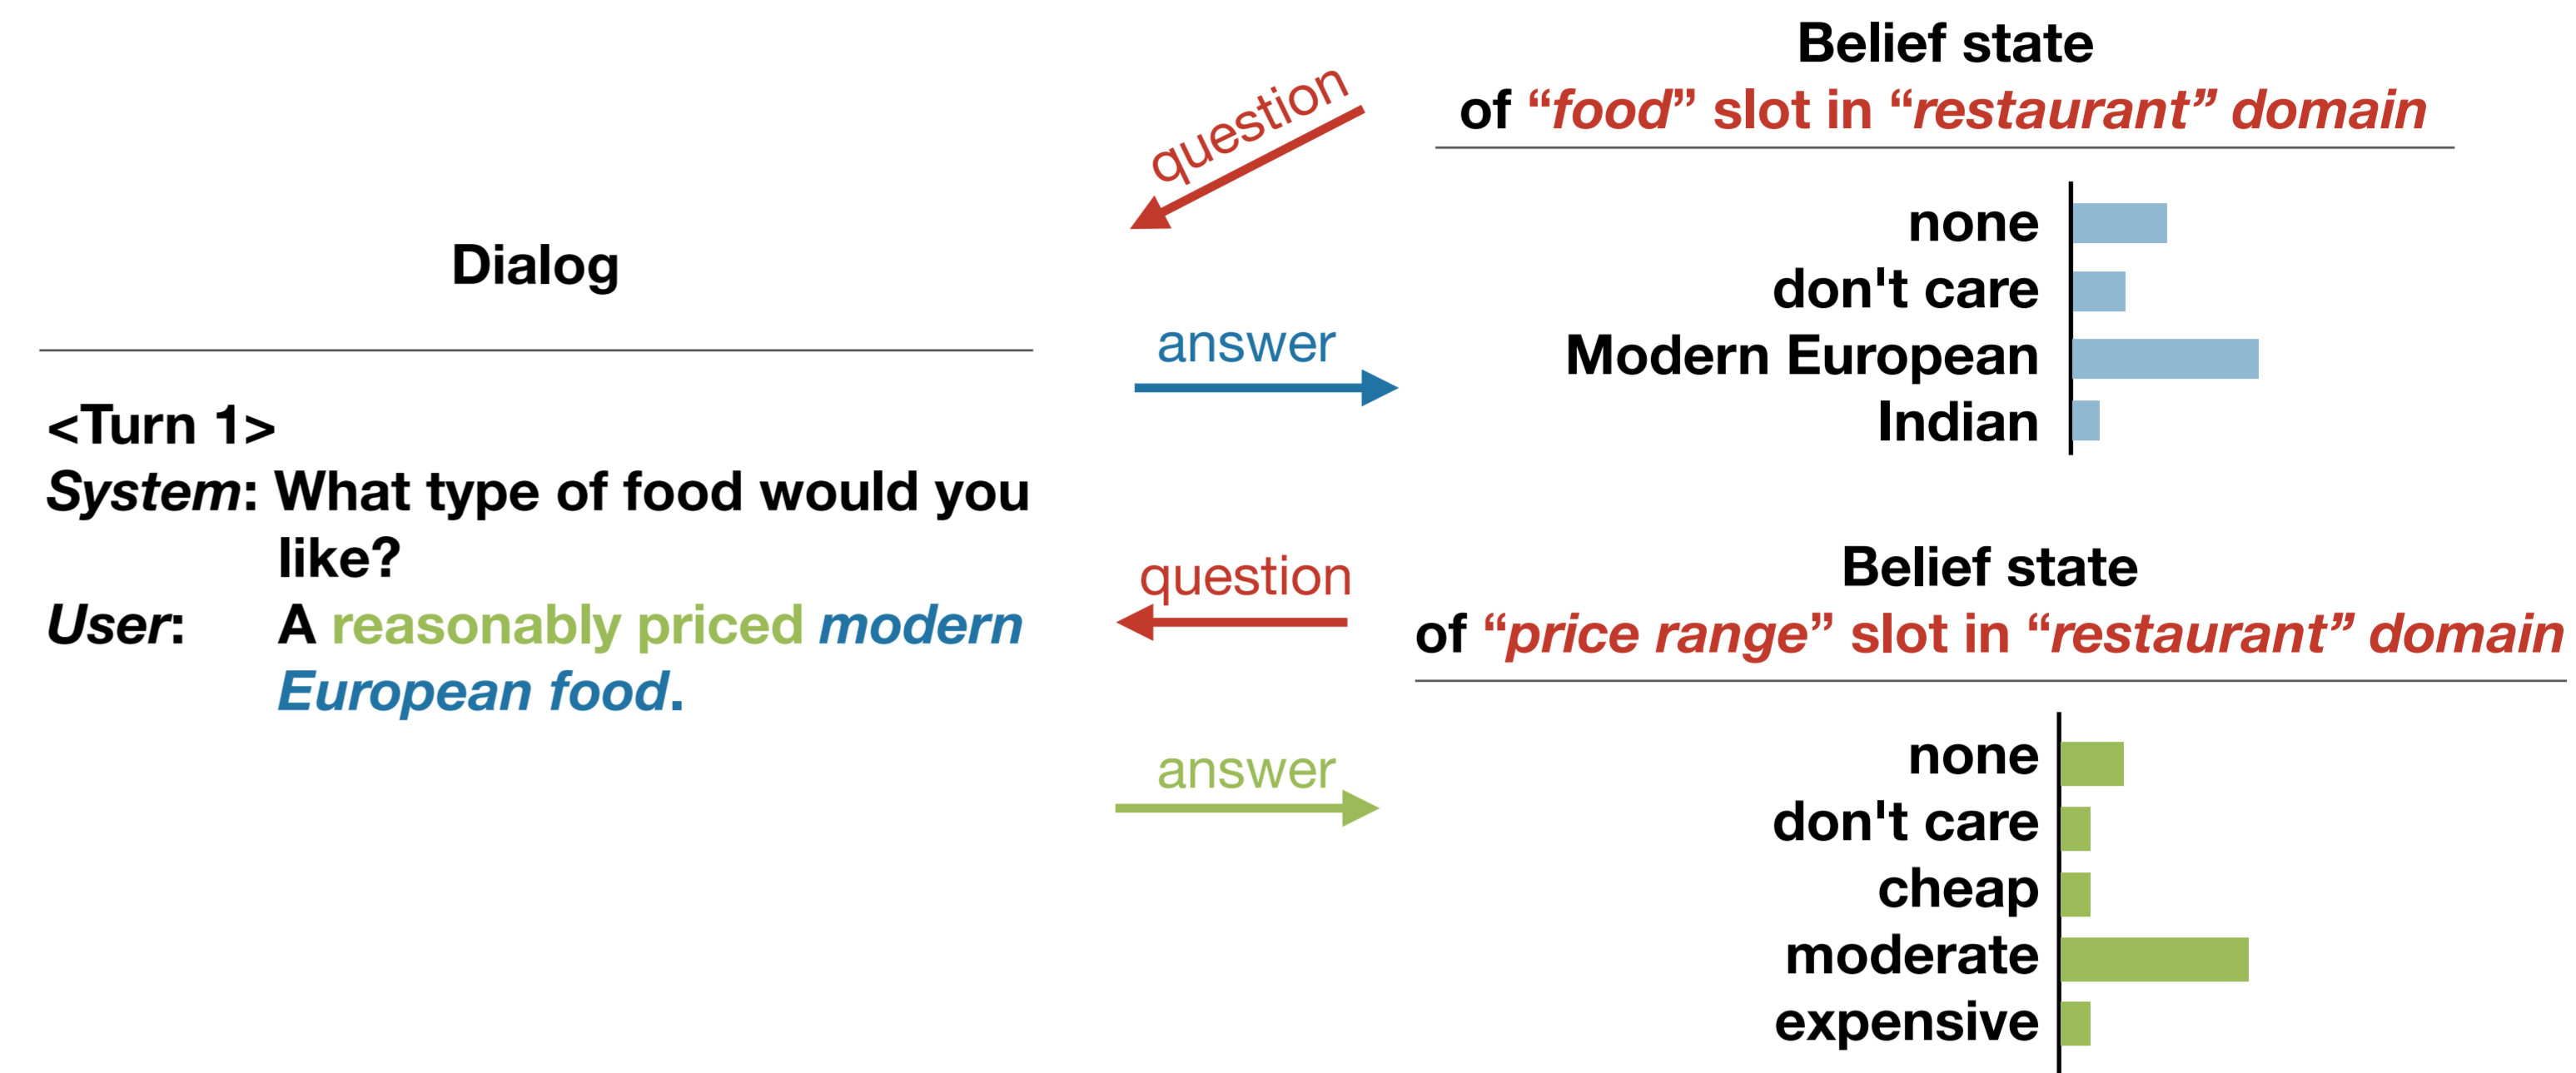 Dialog
<Turn 1>
System: What type of food would you
like?
User: A reasonably priced modern
European food.
question
answer
question
answer
Belief state
of “food” slot in “restaurant” domain
none
don't care
Modern European
Indian
Belief state
of “price range” slot in “restaurant” domain
none
don't care
cheap
moderate
expensive